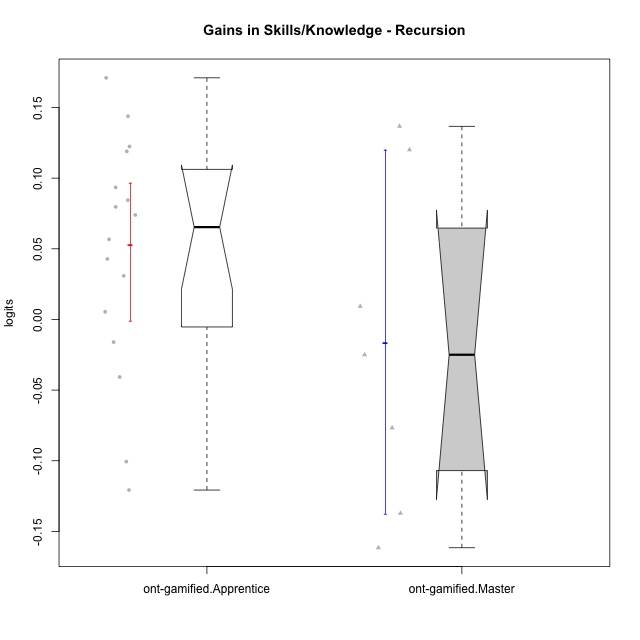 Gains in Skills/Knowledge - Recursion
logits
0.15
0.10
0.05
0.00
-0.05
-0.10
-0.15
ont-gamified.Apprentice
ont-gamified.Master